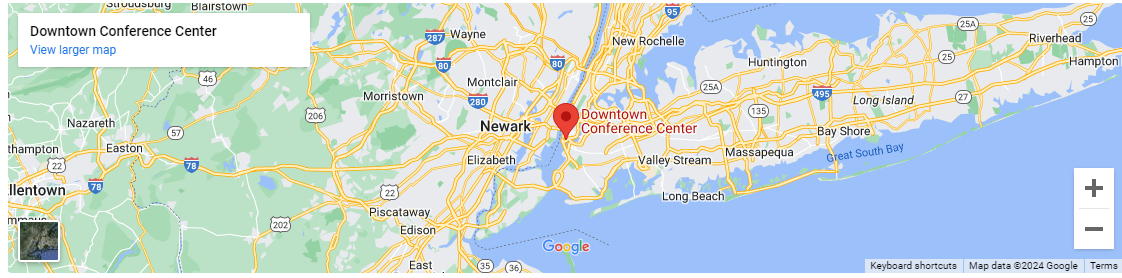 Stroudsburg
Blairstown
Downtown Conference Center
View larger map
Wayne
New Rochelle
Riverhead
Hampton
Huntington
Montclair
Morristown
Long Island
Nazareth
Newark
Downtown
Conference Center
Bay Shore
thampton
Easton
Elizabeth
Valley Stream
Massapequa
Great South Bay
llentown
Long Beach
Piscataway
Edison
East
Google
80
95
287
80
80
46
25A
25
280
25A
495
27
206
135
57
78
22
78
22
202
35
36
Keyboard shortcuts
Map data ©2024 Google
Terms